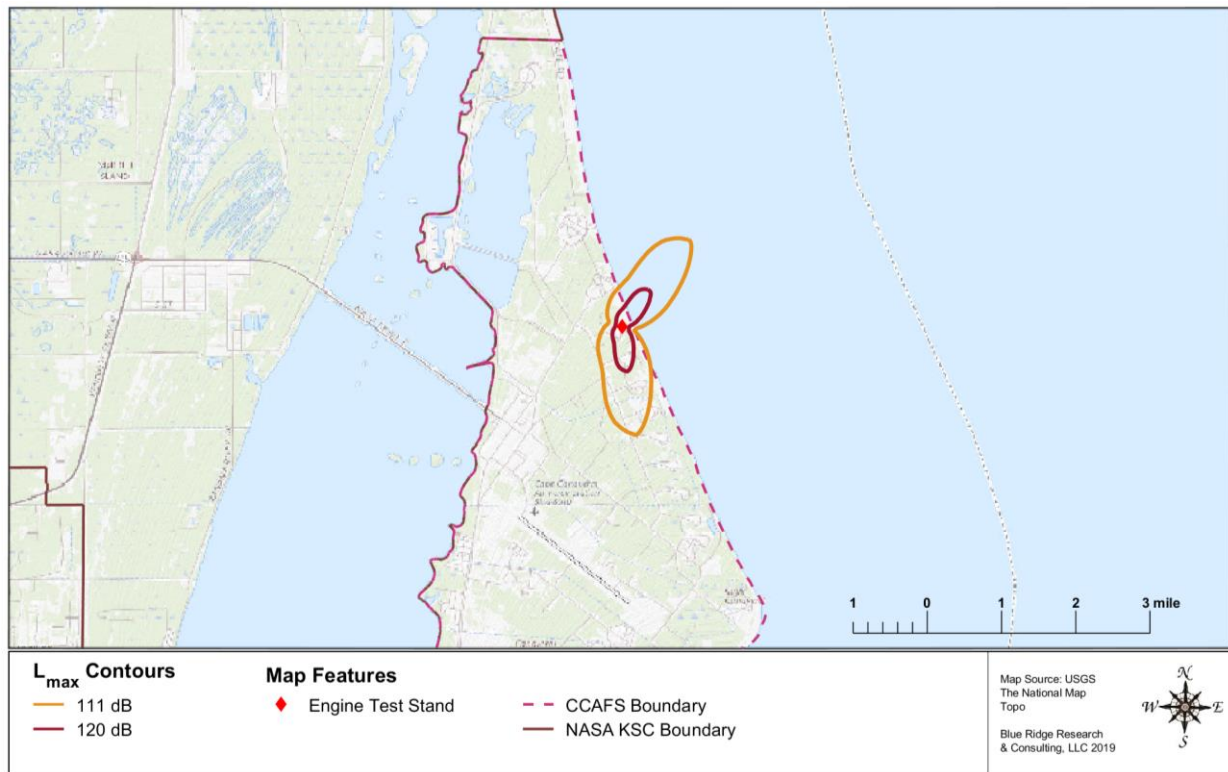 1 0 1 2 3 mile
Lmax Contours
111 dB
120 dB
Map Features
Engine Test Stand
CCAFS Boundary
NASA KSC Boundary
Map Source: USGS
The National Map
Topo
Blue Ridge Research
& Consulting, LLC 2019
N
W E
S